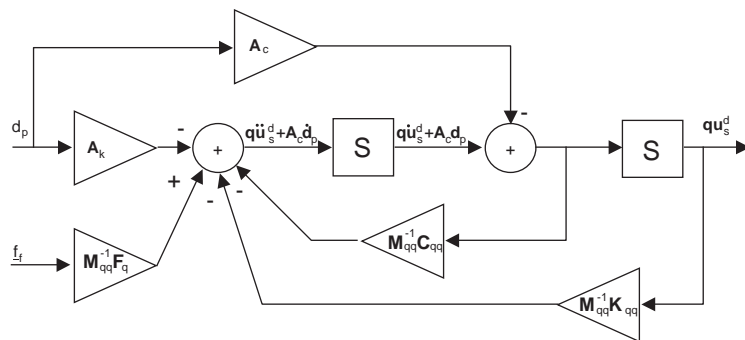 A_c
-
d_p
A_k
-
+
q ü_s^d + A_c ḋ_p
S
q u̇_s^d + A_c d_p
+
S
qu_s^d
+
-
-
f_f
M_qq^-1 F_q
M_qq^-1 C_qq
M_qq^-1 K_qq